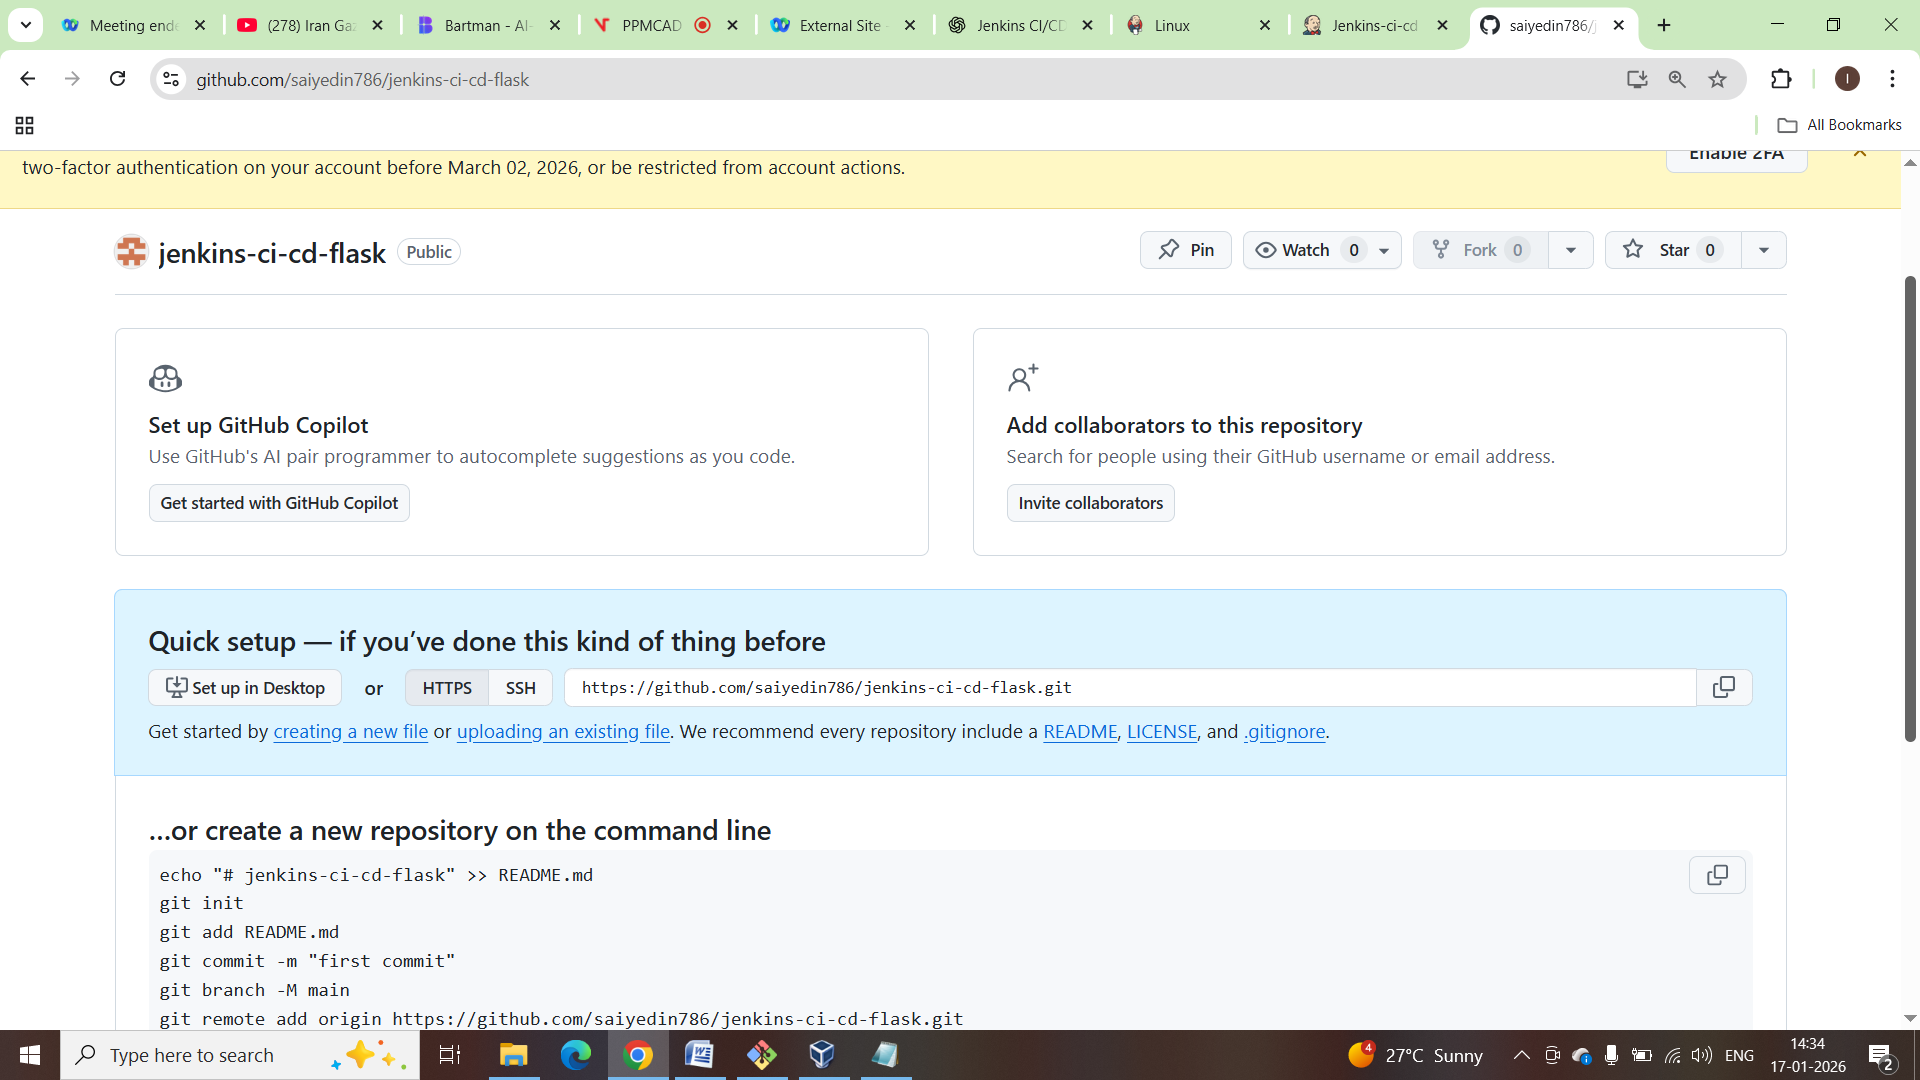 Meeting ende
(278) Iran Gaz
Bartman - AI-
PPMCAD
External Site -
Jenkins CI/CD
Linux
Jenkins-ci-cd
saiyedin786/j
github.com/saiyedin786/jenkins-ci-cd-flask
I
All Bookmarks
two-factor authentication on your account before March 02, 2026, or be restricted from account actions.
Enable 2FA
jenkins-ci-cd-flask Public
Pin
Watch 0
Fork 0
Star 0
Set up GitHub Copilot
Use GitHub's AI pair programmer to autocomplete suggestions as you code.
Get started with GitHub Copilot
Add collaborators to this repository
Search for people using their GitHub username or email address.
Invite collaborators
Quick setup — if you’ve done this kind of thing before
Set up in Desktop or HTTPS SSH https://github.com/saiyedin786/jenkins-ci-cd-flask.git
Get started by creating a new file or uploading an existing file. We recommend every repository include a README, LICENSE, and .gitignore.
…or create a new repository on the command line
echo "# jenkins-ci-cd-flask" >> README.md
git init
git add README.md
git commit -m "first commit"
git branch -M main
git remote add origin https://github.com/saiyedin786/jenkins-ci-cd-flask.git
Type here to search
4
27°C Sunny
ENG
14:34
17-01-2026
2